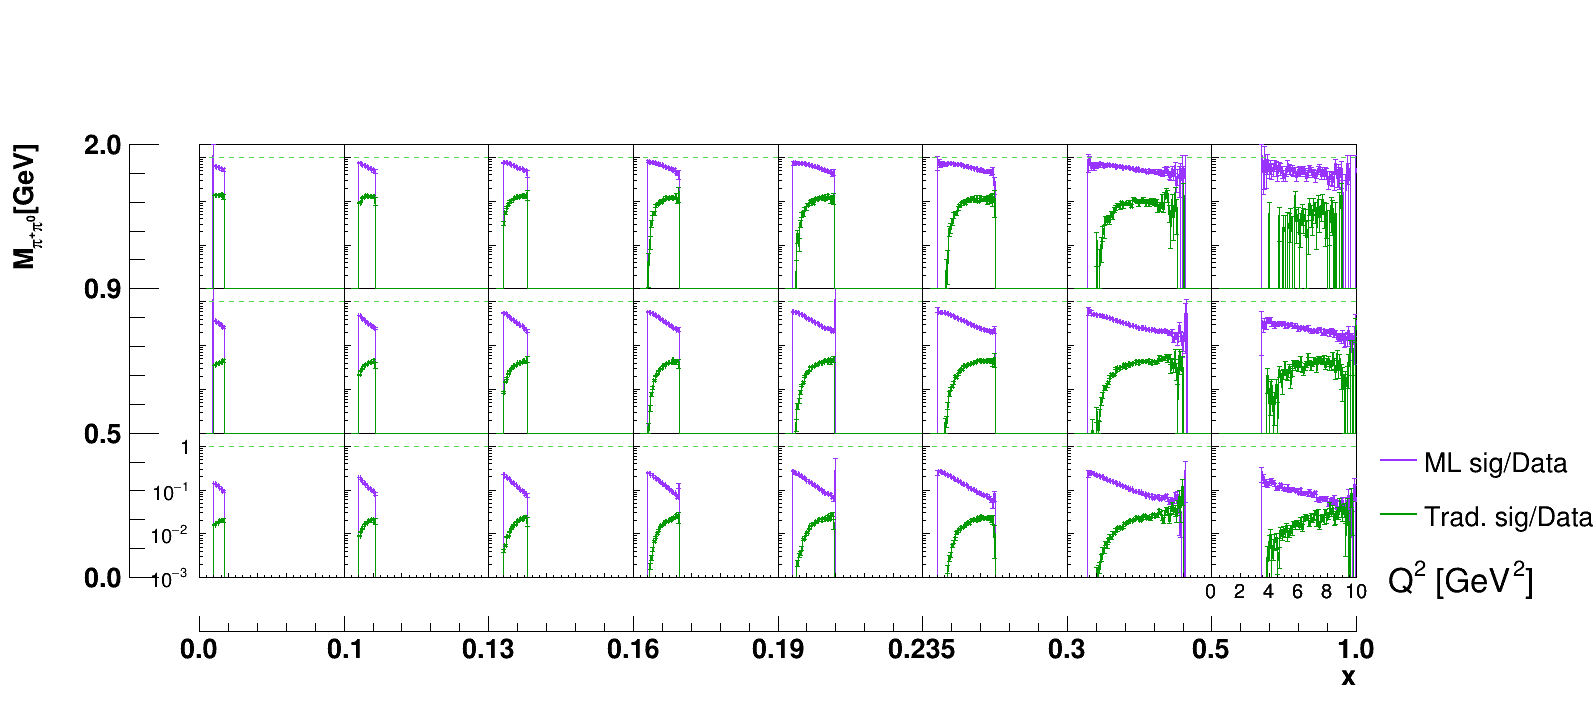 M_{π⁺π⁰}[GeV]
2.0
0.9
0.5
0.0
1
10⁻¹
10⁻²
10⁻³
ML sig/Data
Trad. sig/Data
0 2 4 6 8 10
Q² [GeV²]
0.0 0.1 0.13 0.16 0.19 0.235 0.3 0.5 1.0
x